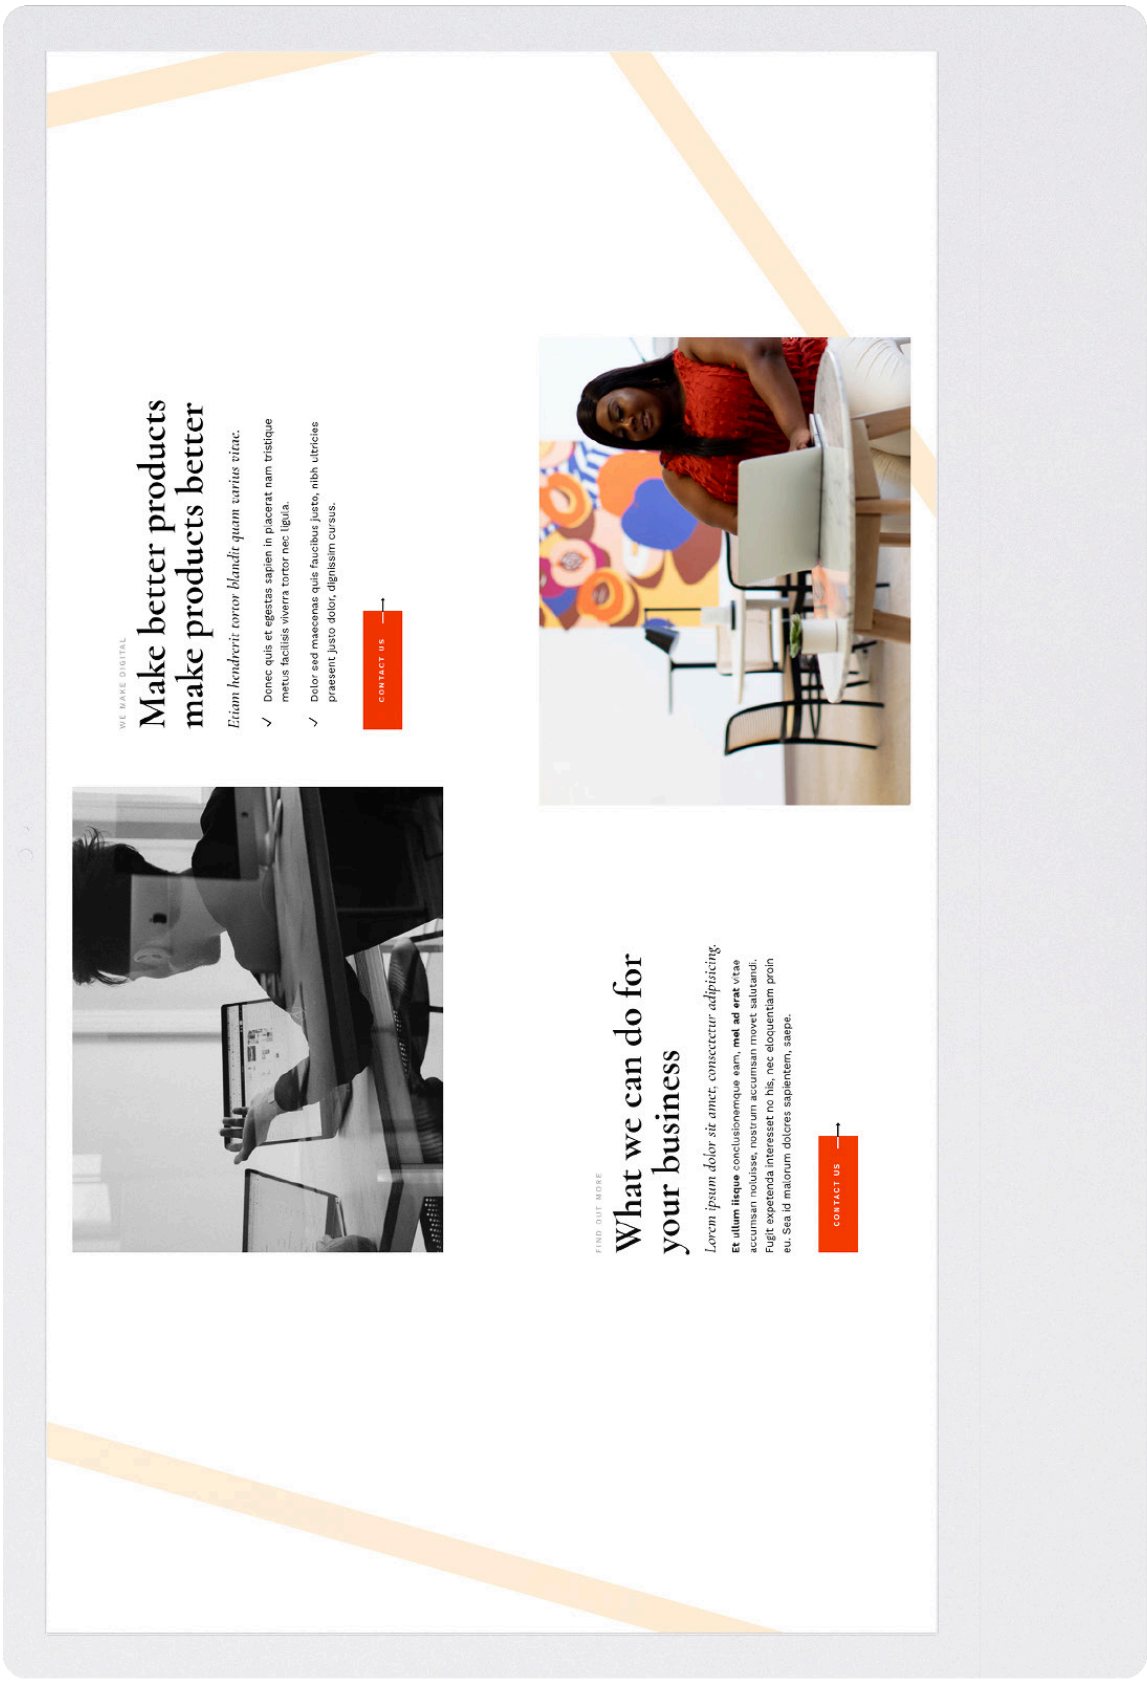 WE MAKE DIGITAL
Make better products
make products better
Etiam hendrerit tortor blandit quam varius vitae.
✓ Donec quis et egestas sapien in placerat nam tristique
metus facilisis viverra tortor nec ligula.
✓ Dolor sed maecenas quis faucibus justo, nibh ultricies
praesent justo dolor, dignissim cursus.
CONTACT US
FIND OUT MORE
What we can do for
your business
Lorem ipsum dolor sit amet, consectetur adipisicing.
Et ullum iisque conclusionemque eam, mel ad erat vitae
accumsan noluisse, nostrum accumsan movet salutandi.
Fugit expetenda interesset no his, nec eloquentiam proin
eu. Sea id malorum dolores sapientem, saepe.
CONTACT US